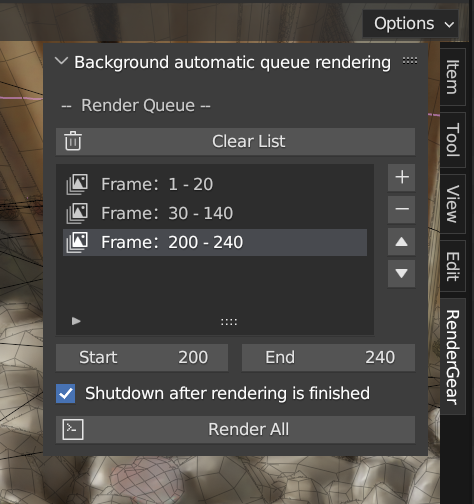 Options
Background automatic queue rendering
-- Render Queue --
Clear List
Frame: 1 - 20
Frame: 30 - 140
Frame: 200 - 240
Start 200 End 240
Shutdown after rendering is finished
Render All
Item
Tool
View
Edit
RenderGear